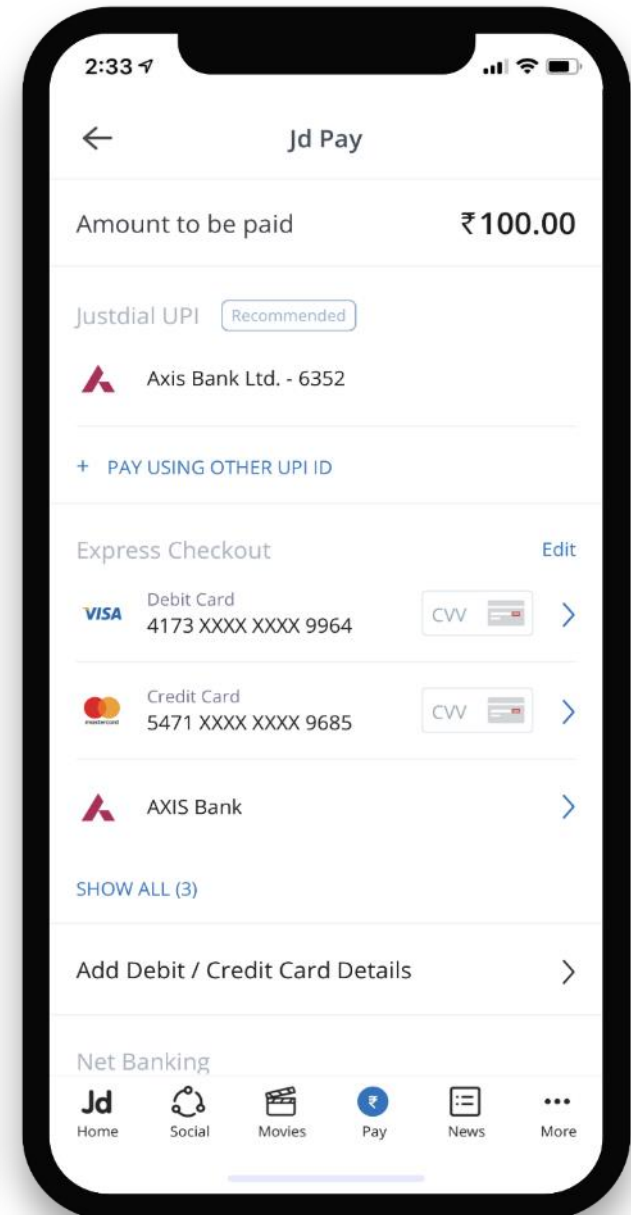 2:33
Jd Pay
Amount to be paid ₹100.00
Justdial UPI Recommended
Axis Bank Ltd. - 6352
+ PAY USING OTHER UPI ID
Express Checkout Edit
VISA Debit Card
4173 XXXX XXXX 9964 CVV
mastercard Credit Card
5471 XXXX XXXX 9685 CVV
AXIS Bank
SHOW ALL (3)
Add Debit / Credit Card Details
Net Banking
Jd ₹
Home Social Movies Pay News More